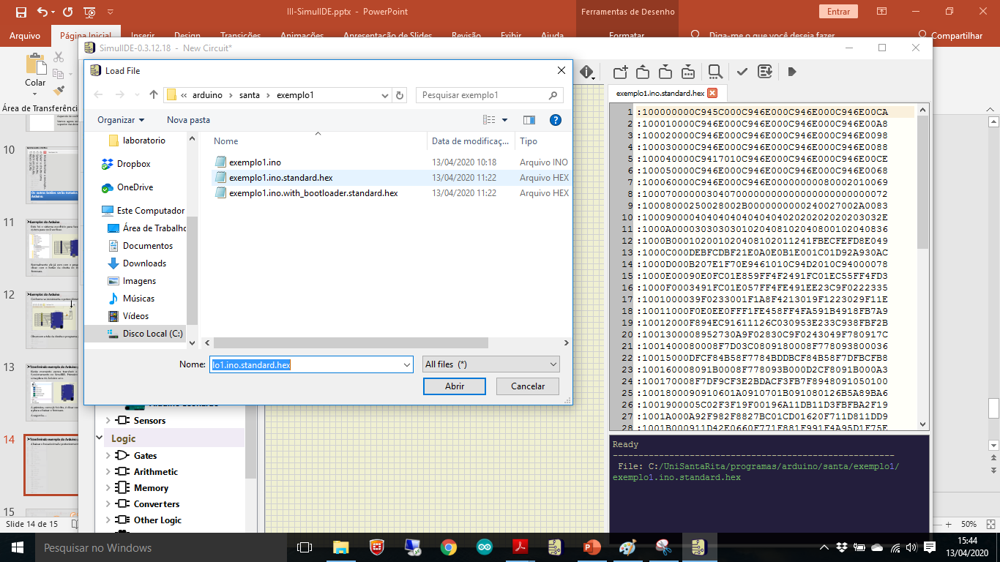 III-SimulIDE.pptx - PowerPoint
Ferramentas de Desenho
Entrar
Arquivo
Página Inicial
Inserir
Design
Transições
Animações
Apresentação de Slides
Revisão
Exibir
Ajuda
Formatar
Diga-me o que você deseja fazer
Compartilhar
SimulIDE-0.3.12.18 - New Circuit*
Colar
Área de Transferênci
Load File
« arduino › santa › exemplo1
Pesquisar exemplo1
Organizar
Nova pasta
laboratorio
Dropbox
OneDrive
Este Computador
Área de Trabalho
Documentos
Downloads
Imagens
Músicas
Vídeos
Disco Local (C:)
Nome
Data de modificaç...
Tipo
exemplo1.ino
13/04/2020 10:18
Arquivo INO
exemplo1.ino.standard.hex
13/04/2020 11:22
Arquivo HEX
exemplo1.ino.with_bootloader.standard.hex
13/04/2020 11:22
Arquivo HEX
Nome:
lo1.ino.standard.hex
All files (*)
Abrir
Cancelar
10
11
12
13
14
15
Sensors
Logic
Gates
Arithmetic
Memory
Converters
Other Logic
exemplo1.ino.standard.hex
1 :100000000C945C000C946E000C946E000C946E00CA
2 :100010000C946E000C946E000C946E000C946E00A8
3 :100020000C946E000C946E000C946E000C946E0098
4 :100030000C946E000C946E000C946E000C946E0088
5 :100040000C9417010C946E000C946E000C946E00CE
6 :100050000C946E000C946E000C946E000C946E0068
7 :100060000C946E000C946E00000000080002010069
8 :100070000003040700000000000000000000000072
9 :10008000250028002B0000000000240027002A0083
10 :10009000040404040404040402020202020203032E
11 :1000A0000303030301020408102040800102040836
12 :1000B000102001020408102011241FBECFEFD8E049
13 :1000C000DEBFCDBF21E0A0E0B1E001C01D92A930AC
14 :1000D000B207E1F70E9461010C94D2010C94000078
15 :1000E00090E0FC01E859FF4F2491FC01EC55FF4FD3
16 :1000F0003491FC01E057FF4FE491EE23C9F0222335
17 :1001000039F0233001F1A8F4213019F1223029F11E
18 :10011000F0E0EE0FFF1FE458FF4FA591B4918FB7A9
19 :10012000F894EC91611126C030953E233C938FBF2B
20 :100130008952730A9F02830C9F0243049F780917C
21 :1001400080008F7D03C0809180008F778093800036
22 :10015000DFCF84B58F7784BDDBCF84B58F7DFBCFB8
23 :100160008091B0008F778093B000D2CF8091B000A3
24 :100170008F7DF9CF3E2BDACF3FB7F8948091050100
25 :1001800090910601A0910701B091080126B5A89BA6
26 :1001900005C02F3F19F00196A11DB11D3FBFBA2F19
27 :1001A000A92F982F8827BC01CD01620F711D811DD9
28 :1001B000911D42E0660F771F881F991F4A95D1F75E
Ready
File: C:/UniSantaRita/programas/arduino/santa/exemplo1/
exemplo1.ino.standard.hex
Slide 14 de 15
50%
Pesquisar no Windows
15:44
13/04/2020